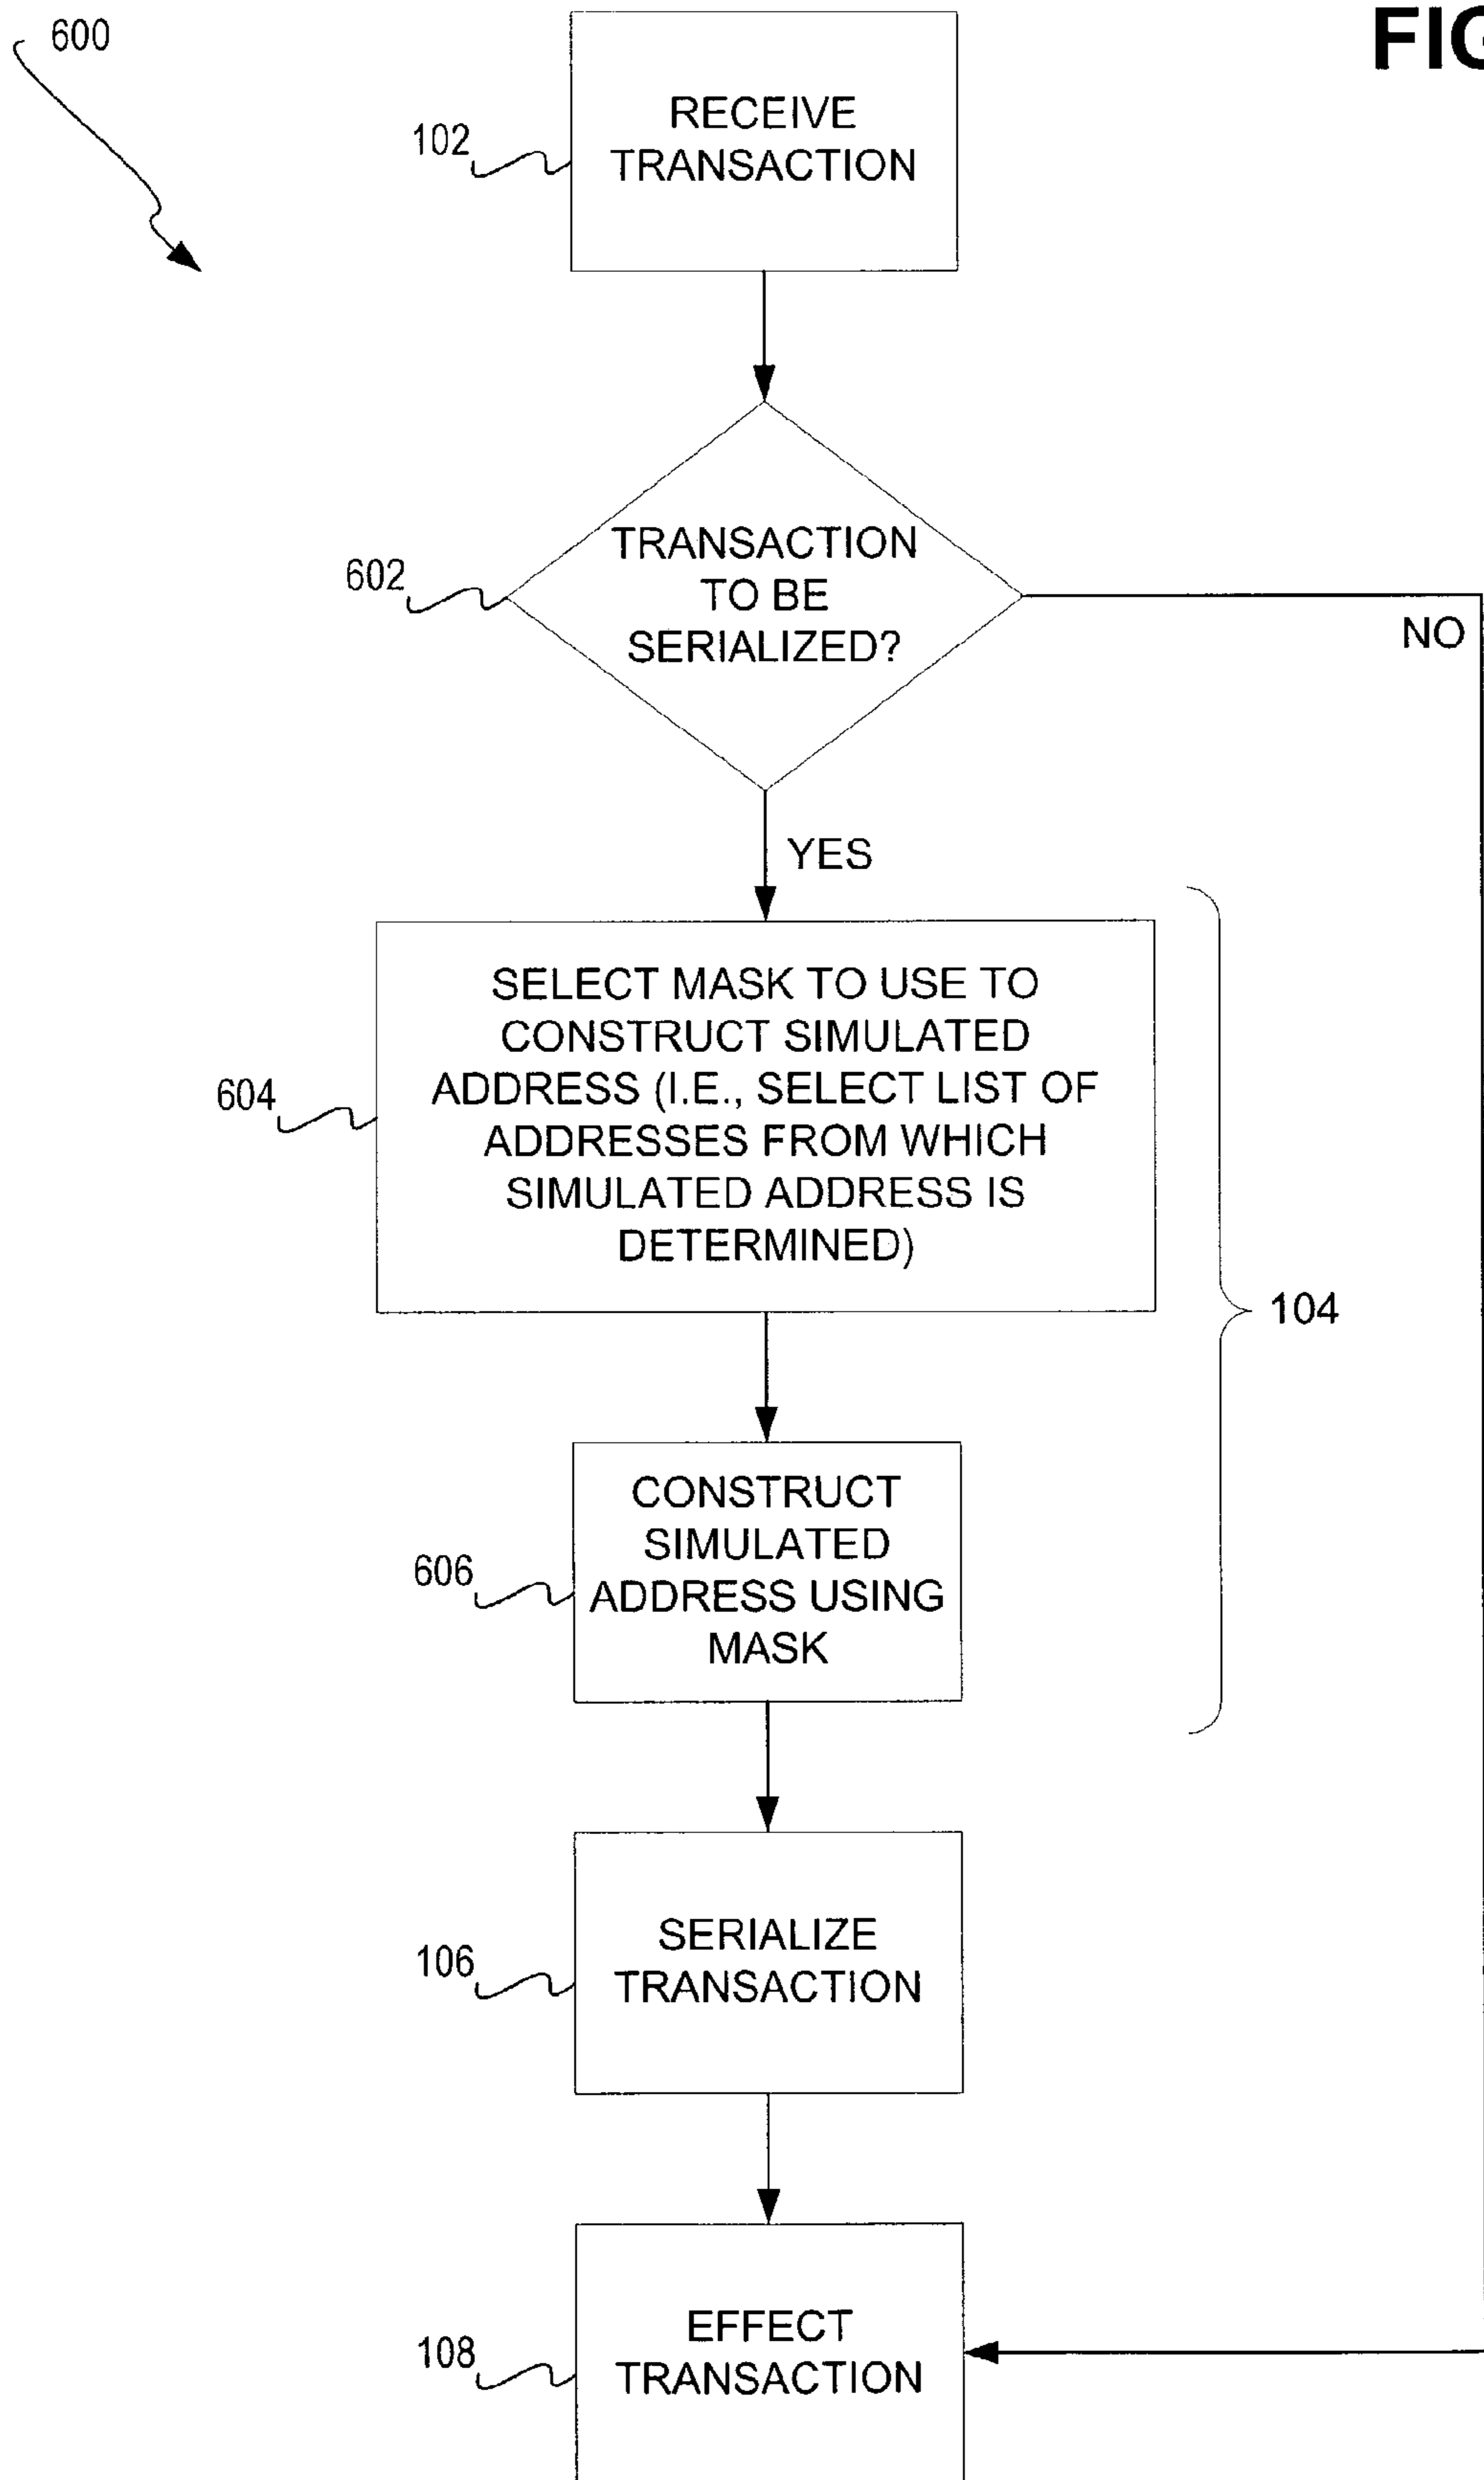 600
FIG
102
RECEIVE
TRANSACTION
602
TRANSACTION
TO BE
SERIALIZED?
NO
YES
604
SELECT MASK TO USE TO
CONSTRUCT SIMULATED
ADDRESS (I.E., SELECT LIST OF
ADDRESSES FROM WHICH
SIMULATED ADDRESS IS
DETERMINED)
104
606
CONSTRUCT
SIMULATED
ADDRESS USING
MASK
106
SERIALIZE
TRANSACTION
108
EFFECT
TRANSACTION